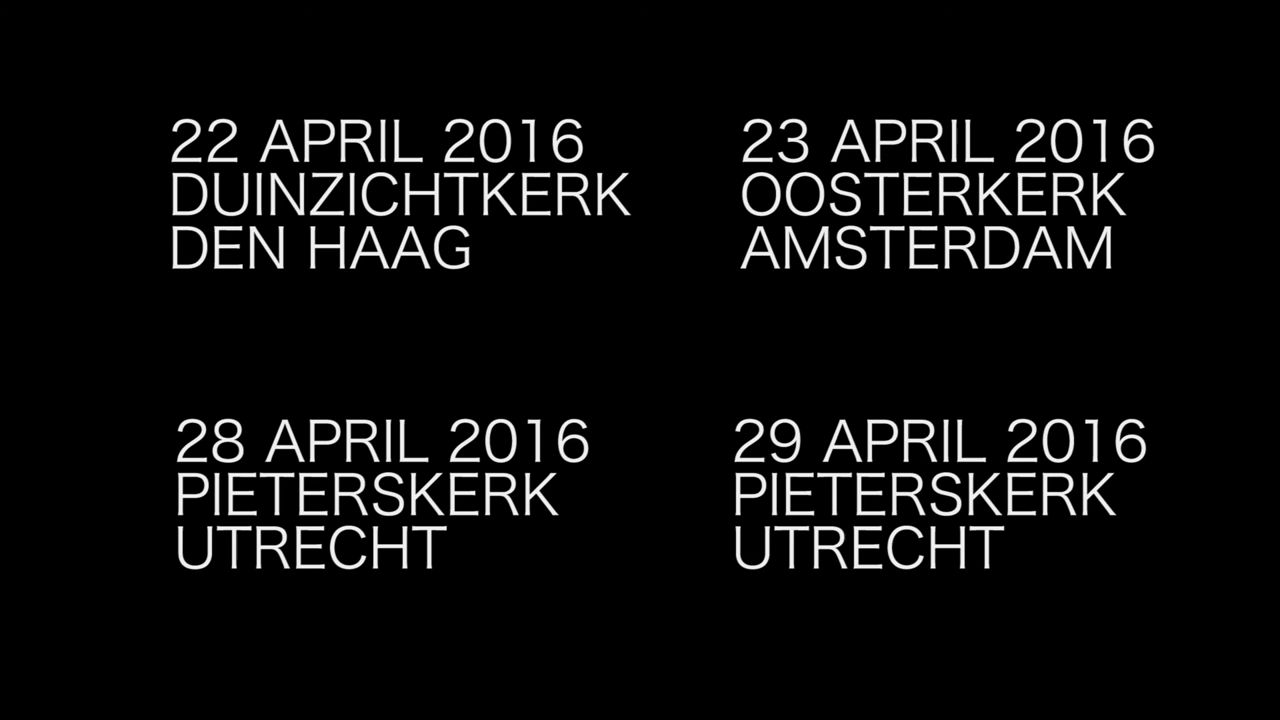 22 APRIL 2016
DUINZICHTKERK
DEN HAAG
23 APRIL 2016
OOSTERKERK
AMSTERDAM
28 APRIL 2016
PIETERSKERK
UTRECHT
29 APRIL 2016
PIETERSKERK
UTRECHT